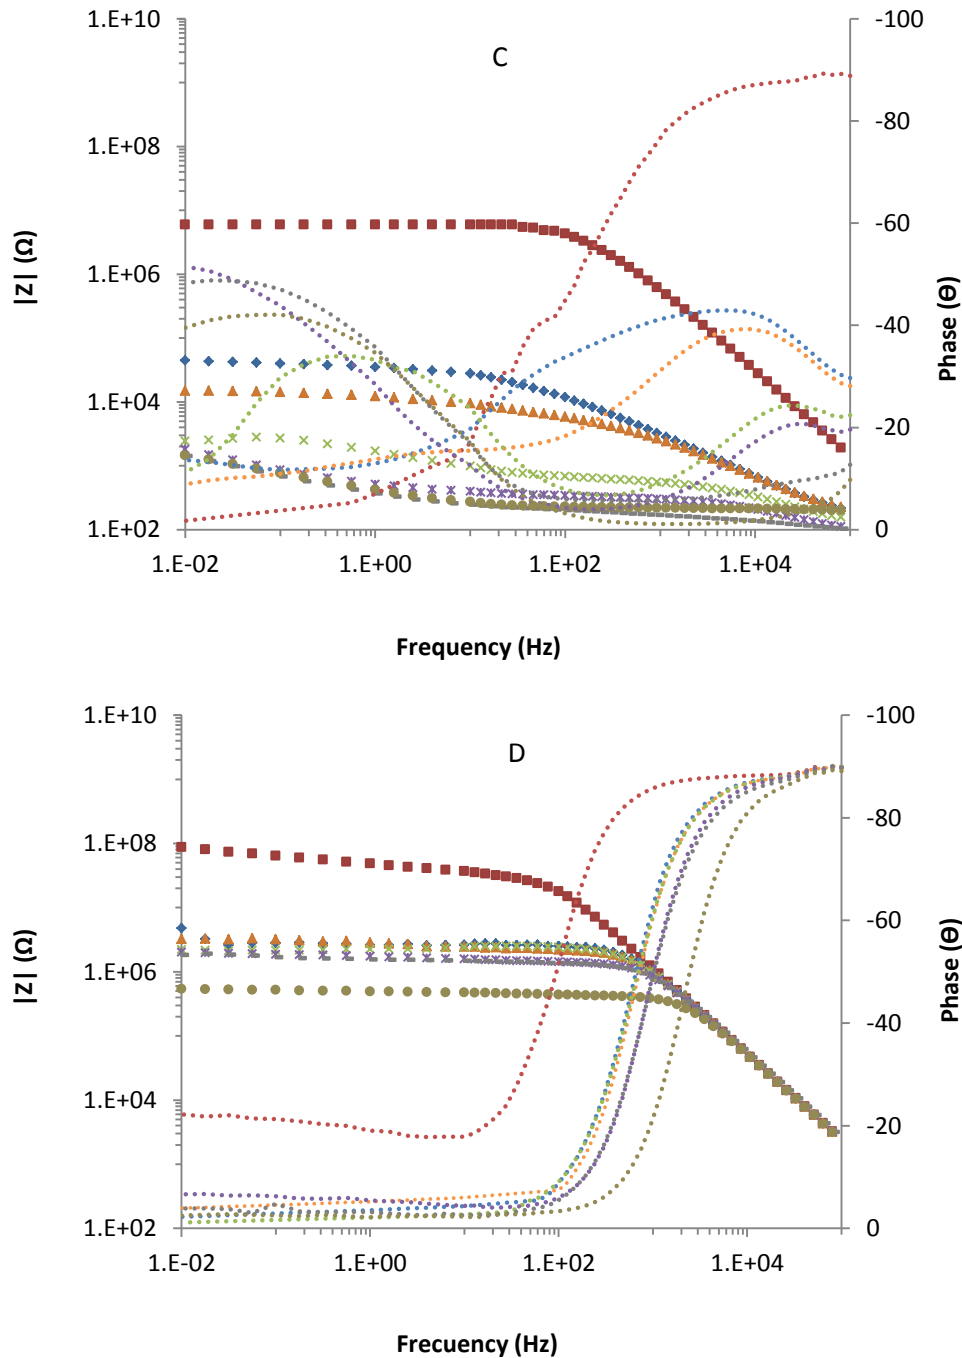 1.E+10
-100
C
1.E+08
-80
-60
|Z| (Ω)
1.E+06
Phase (Θ)
-40
1.E+04
-20
1.E+02
0
1.E-02
1.E+00
1.E+02
1.E+04
Frequency (Hz)
1.E+10
-100
D
1.E+08
-80
-60
|Z| (Ω)
1.E+06
Phase (Θ)
-40
1.E+04
-20
1.E+02
0
1.E-02
1.E+00
1.E+02
1.E+04
Frecuency (Hz)